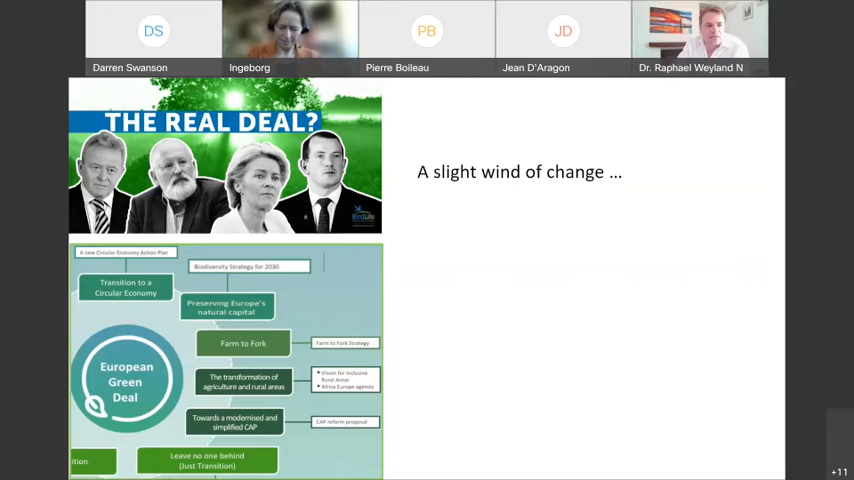 DS
PB
JD
Darren Swanson
Ingeborg
Pierre Boileau
Jean D'Aragon
Dr. Raphael Weyland N
THE REAL DEAL?
BirdLife
A slight wind of change ...
A new Circular Economy Action Plan
Biodiversity Strategy for 2030
Transition to a
Circular Economy
Preserving Europe's
natural capital
Farm to Fork
Farm to Fork Strategy
European
Green
Deal
The transformation of
agriculture and rural areas
Vision for Inclusive
Rural Areas
Africa Europe agenda
Towards a modernised and
simplified CAP
CAP reform proposal
ition
Leave no one behind
(Just Transition)
+11